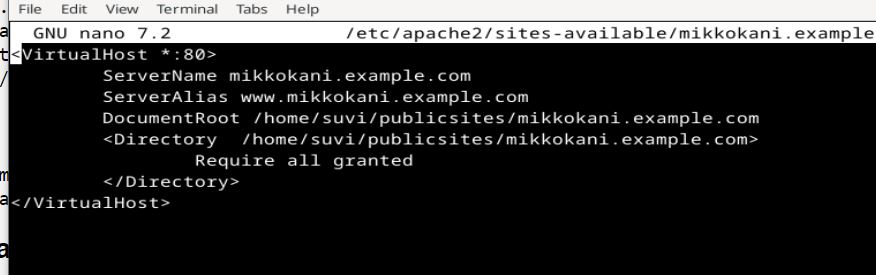 File Edit View Terminal Tabs Help
GNU nano 7.2 /etc/apache2/sites-available/mikkokani.example
<VirtualHost *:80>
ServerName mikkokani.example.com
ServerAlias www.mikkokani.example.com
DocumentRoot /home/suvi/publicsites/mikkokani.example.com
<Directory /home/suvi/publicsites/mikkokani.example.com>
Require all granted
</Directory>
</VirtualHost>